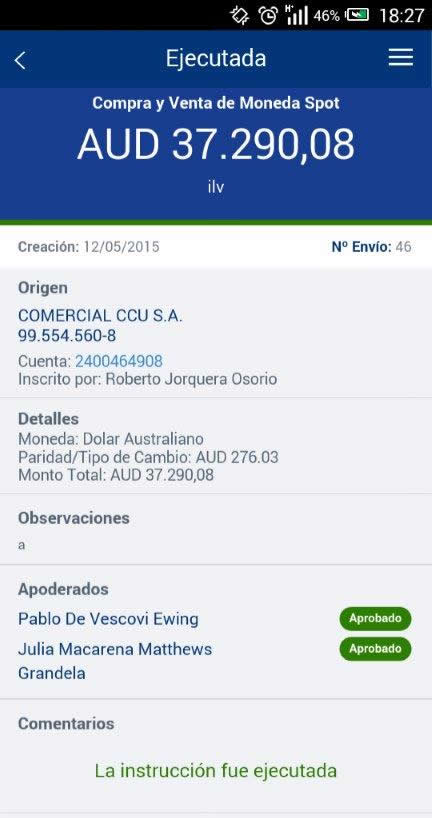 46% 18:27
Ejecutada
Compra y Venta de Moneda Spot
AUD 37.290,08
ilv
Creación: 12/05/2015 Nº Envío: 46
Origen
COMERCIAL CCU S.A.
99.554.560-8
Cuenta: 2400464908
Inscrito por: Roberto Jorquera Osorio
Detalles
Moneda: Dolar Australiano
Paridad/Tipo de Cambio: AUD 276.03
Monto Total: AUD 37.290,08
Observaciones
a
Apoderados
Pablo De Vescovi Ewing Aprobado
Julia Macarena Matthews Aprobado
Grandela
Comentarios
La instrucción fue ejecutada